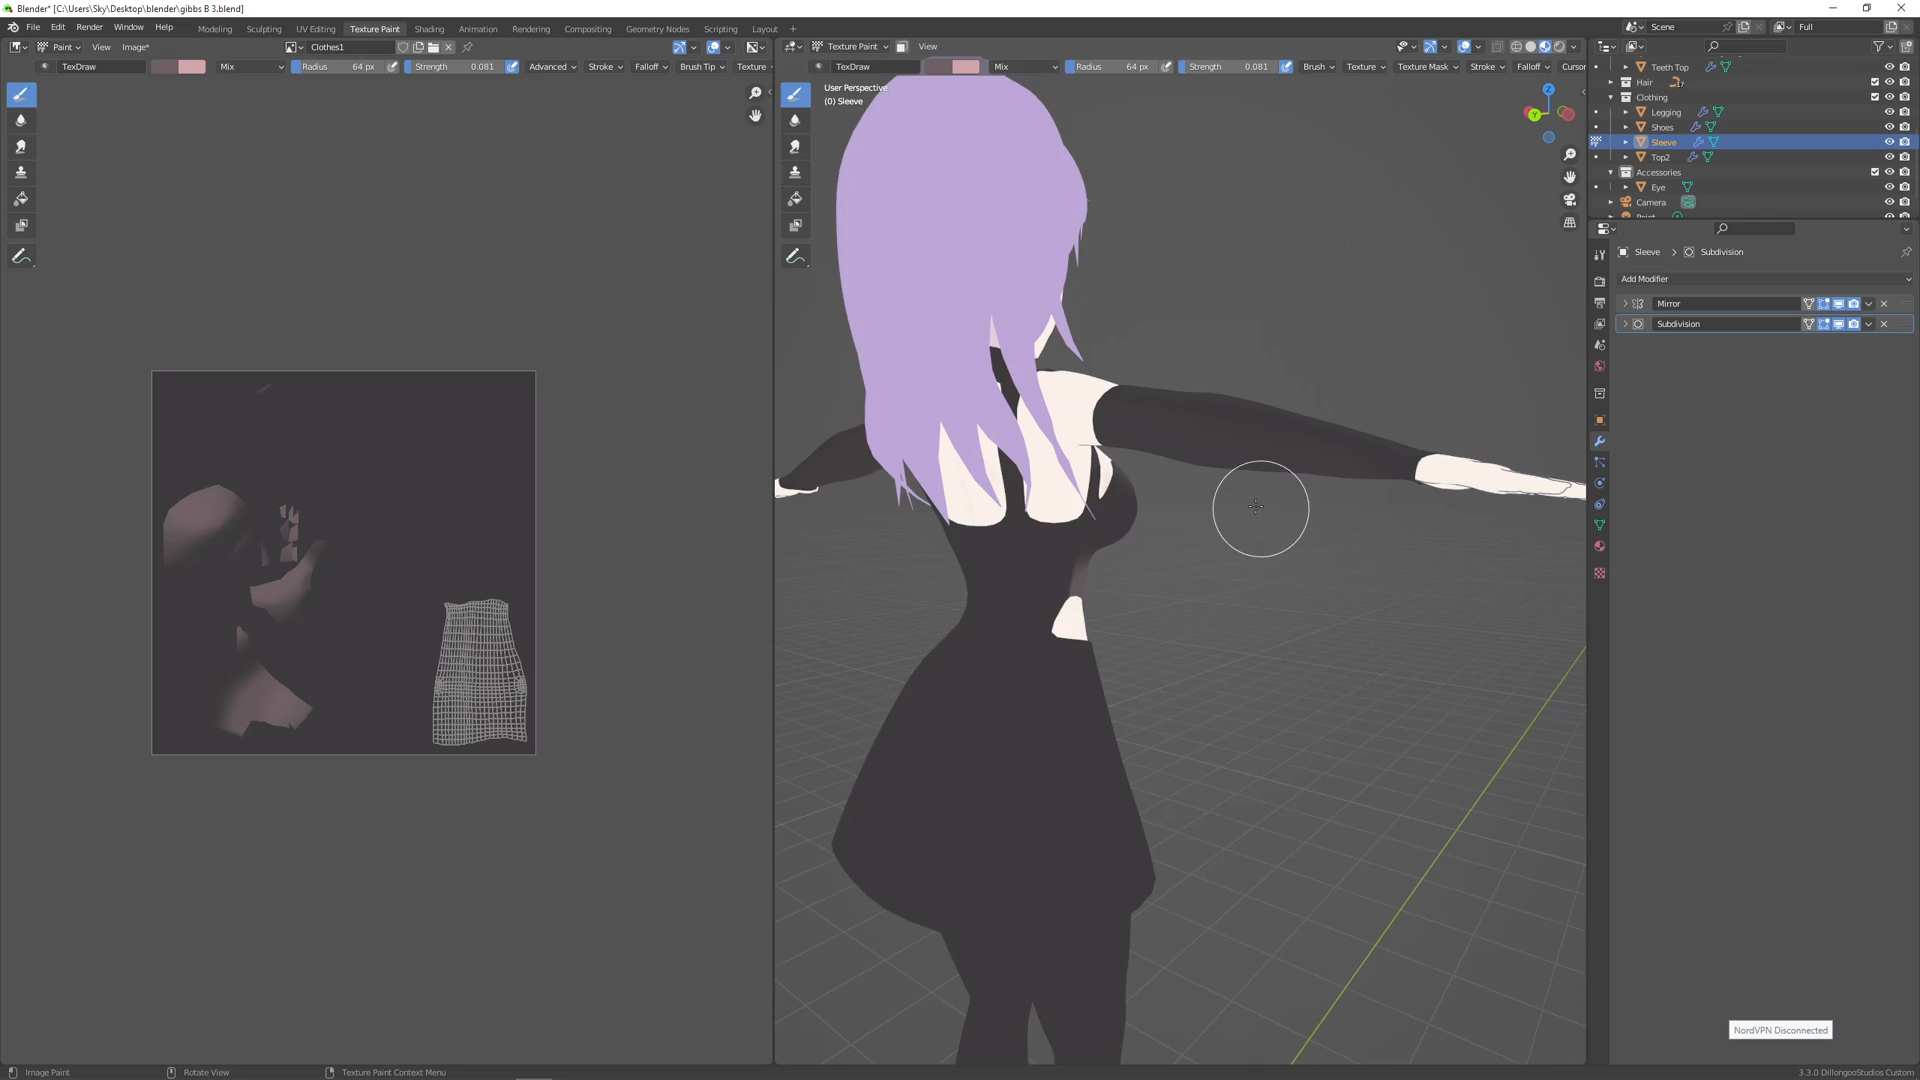 Blender* [C:\Users\Sky\Desktop\blender\gibbs B 3.blend]
File Edit Render Window Help Modeling Sculpting UV Editing Texture Paint Shading Animation Rendering Compositing Geometry Nodes Scripting Layout Scene Full
Paint View Image* Clothes1 Texture Paint View
TexDraw Mix Radius 64 px Strength 0.081 Advanced Stroke Falloff Brush Tip Texture TexDraw Mix Radius 64 px Strength 0.081 Brush Texture Texture Mask Stroke Falloff Cursor
Teeth Top
Hair 17
Clothing
Legging
Shoes
Sleeve
Top2
Accessories
Eye
Camera
User Perspective
(0) Sleeve
Z
Y
Sleeve > Subdivision
Add Modifier
Mirror
Subdivision
NordVPN Disconnected
Image Paint Rotate View Texture Paint Context Menu 3.3.0 DillongooStudios Custom